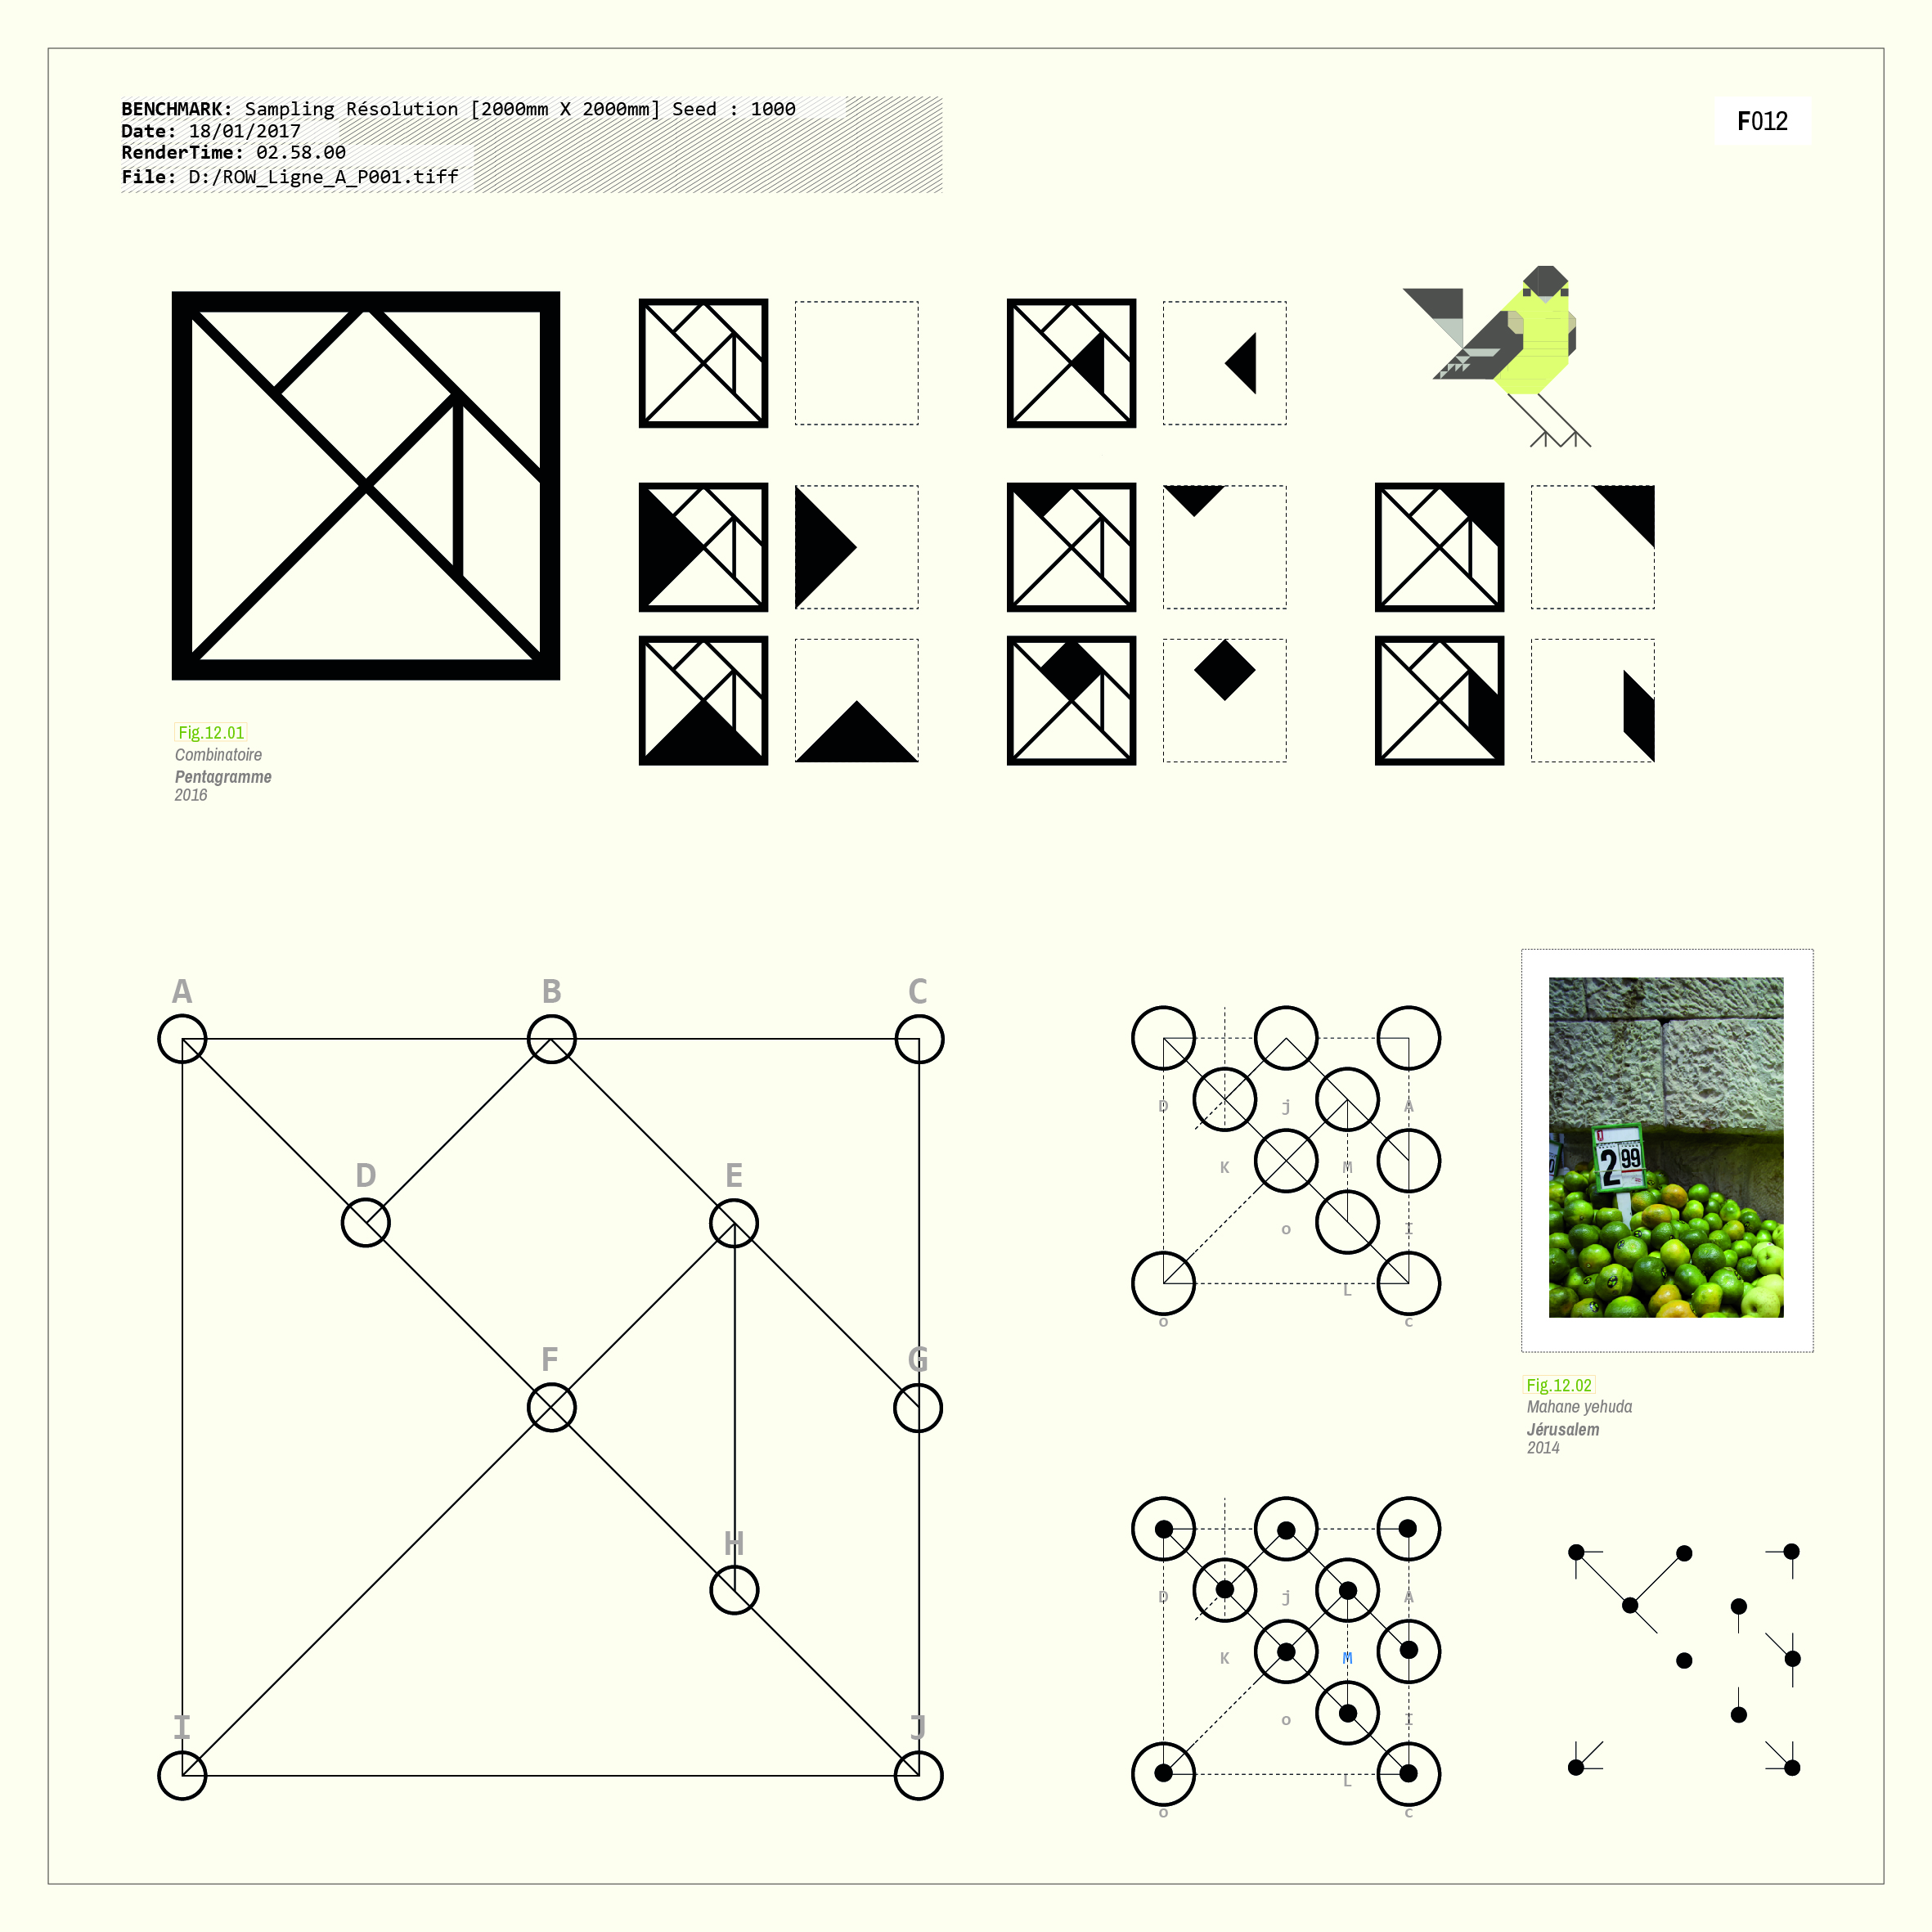 BENCHMARK: Sampling Résolution [2000mm X 2000mm] Seed : 1000
Date: 18/01/2017
RenderTime: 02.58.00
File: D:/ROW_Ligne_A_P001.tiff
F012
Fig.12.01
Combinatoire
Pentagramme
2016
A B C
D E
F G
H
I J
D j A
K M
o I
L
o c
2 99
Fig.12.02
Mahane yehuda
Jérusalem
2014
D j A
K M
o I
L
o c